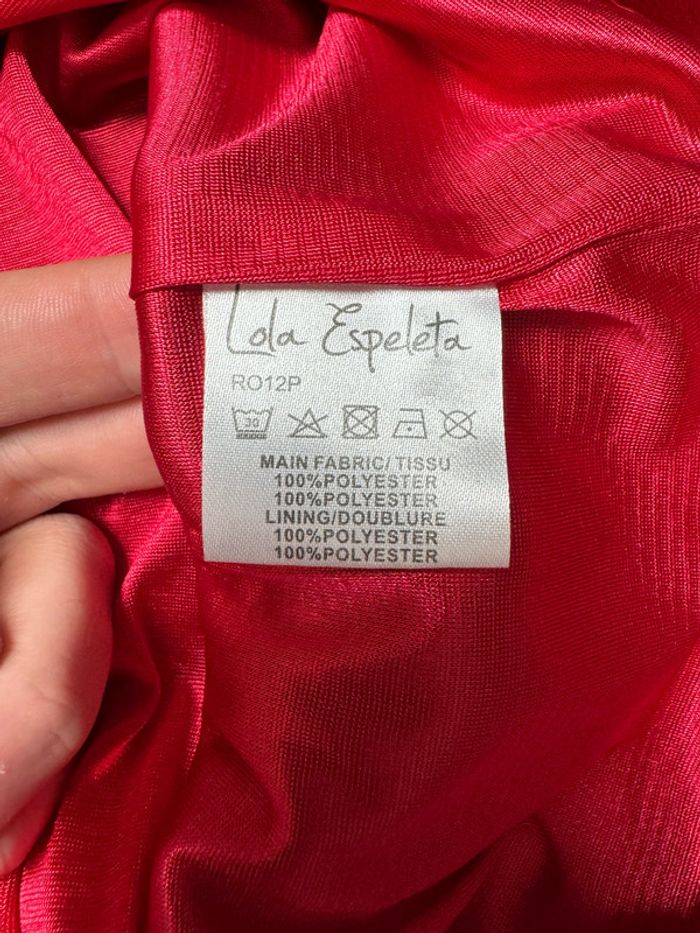 Lola Espeleta
RO12P
30
MAIN FABRIC/TISSU
100%POLYESTER
100%POLYESTER
LINING/DOUBLURE
100%POLYESTER
100%POLYESTER